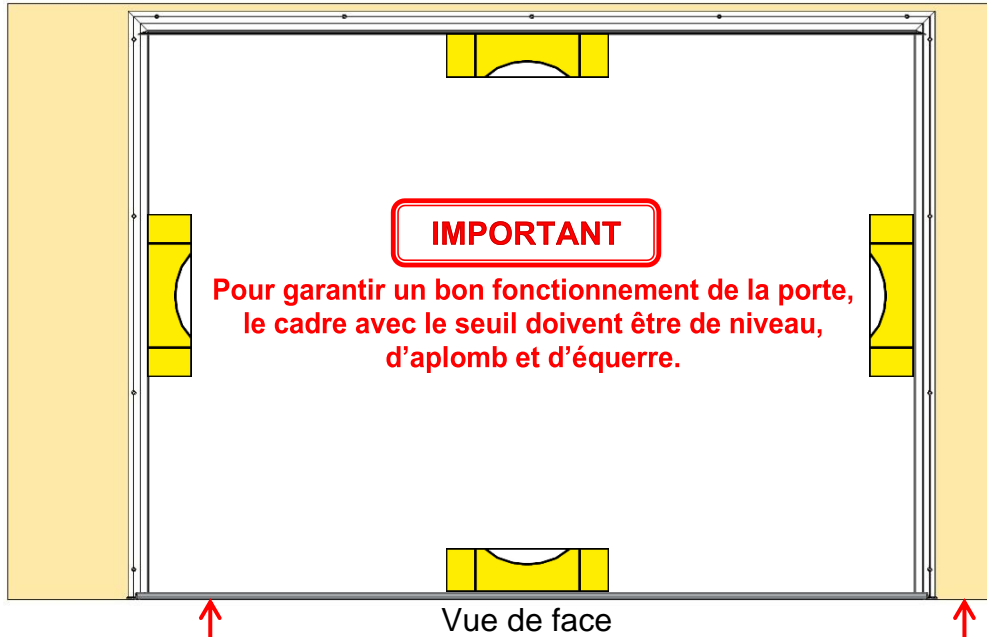 IMPORTANT
Pour garantir un bon fonctionnement de la porte,
le cadre avec le seuil doivent être de niveau,
d’aplomb et d’équerre.
Vue de face